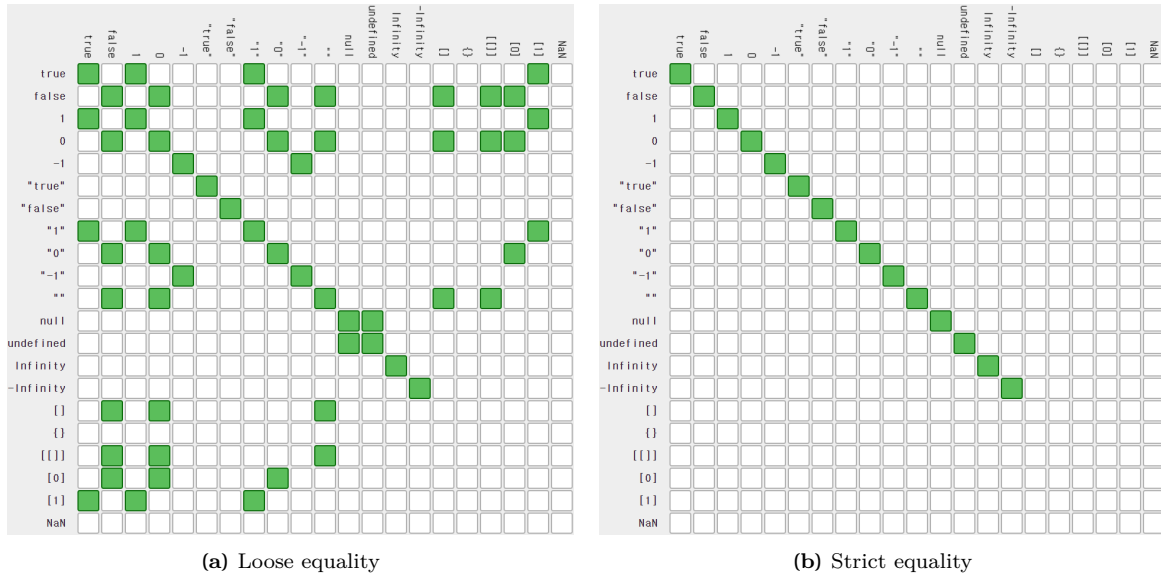 true false 1 0 -1 "true" "false" "1" "0" "-1" "" null undefined Infinity -Infinity [] {} [[]] [0] [1] NaN
true
false
1
0
-1
"true"
"false"
"1"
"0"
"-1"
""
null
undefined
Infinity
-Infinity
[]
{}
[[]]
[0]
[1]
NaN
(a) Loose equality
true false 1 0 -1 "true" "false" "1" "0" "-1" "" null undefined Infinity -Infinity [] {} [[]] [0] [1] NaN
true
false
1
0
-1
"true"
"false"
"1"
"0"
"-1"
""
null
undefined
Infinity
-Infinity
[]
{}
[[]]
[0]
[1]
NaN
(b) Strict equality